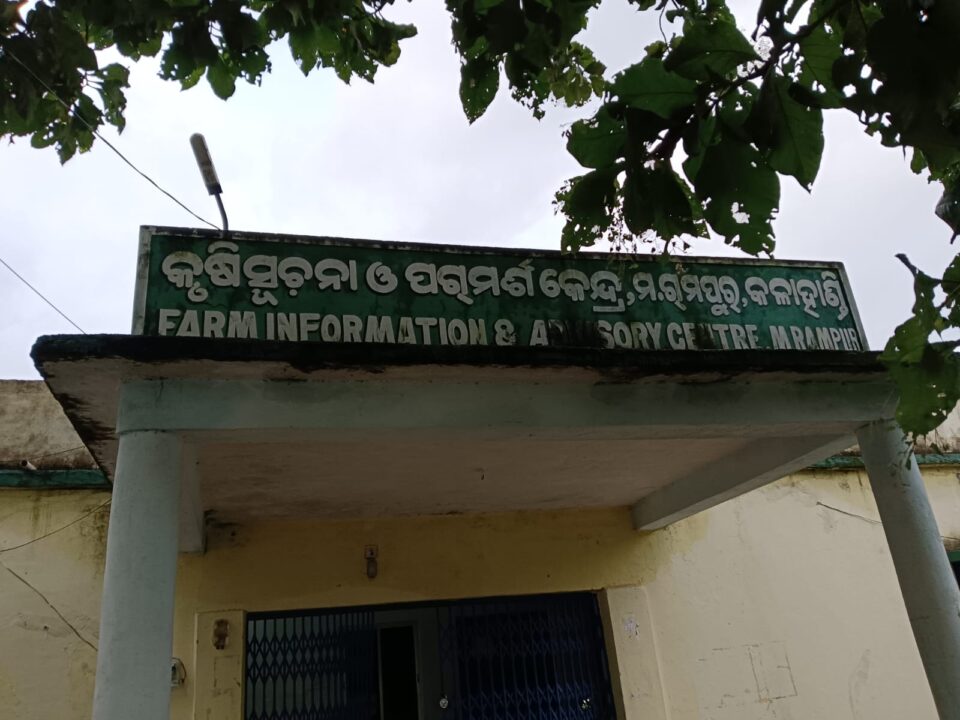 କୃଷି ସୂଚନା ଓ ପରାମର୍ଶ କେନ୍ଦ୍ର, ମ.ରାମପୁର, କଳାହାଣ୍ଡି
FARM INFORMATION & ADVISORY CENTRE M.RAMPUR